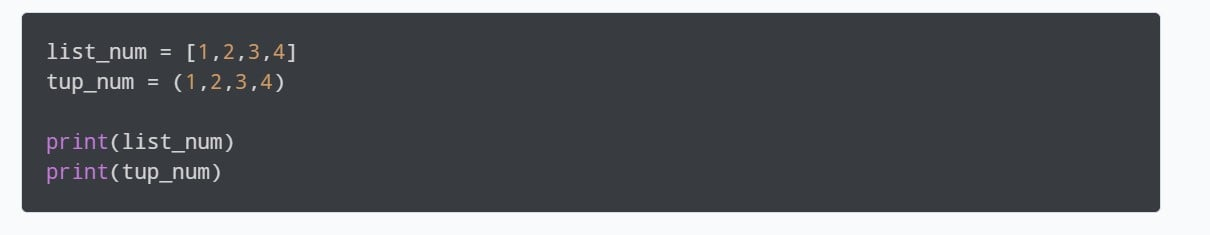 list_num = [1,2,3,4]
tup_num = (1,2,3,4)
print(list_num)
print(tup_num)